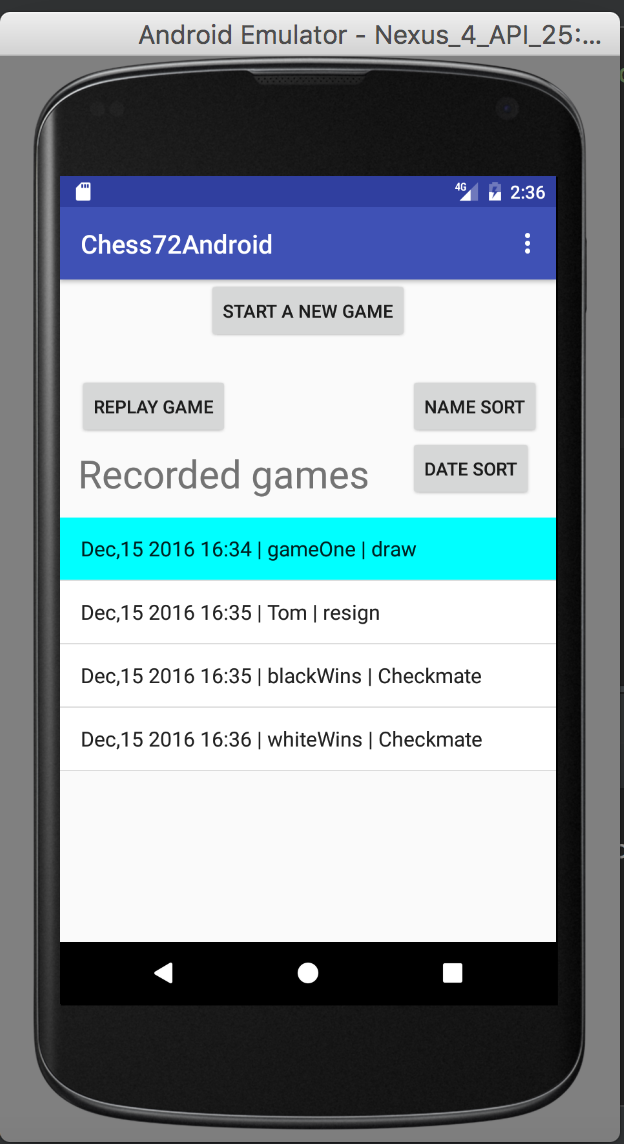 Android Emulator - Nexus_4_API_25:...
4G 2:36
Chess72Android
START A NEW GAME
REPLAY GAME NAME SORT
Recorded games DATE SORT
Dec,15 2016 16:34 | gameOne | draw
Dec,15 2016 16:35 | Tom | resign
Dec,15 2016 16:35 | blackWins | Checkmate
Dec,15 2016 16:36 | whiteWins | Checkmate